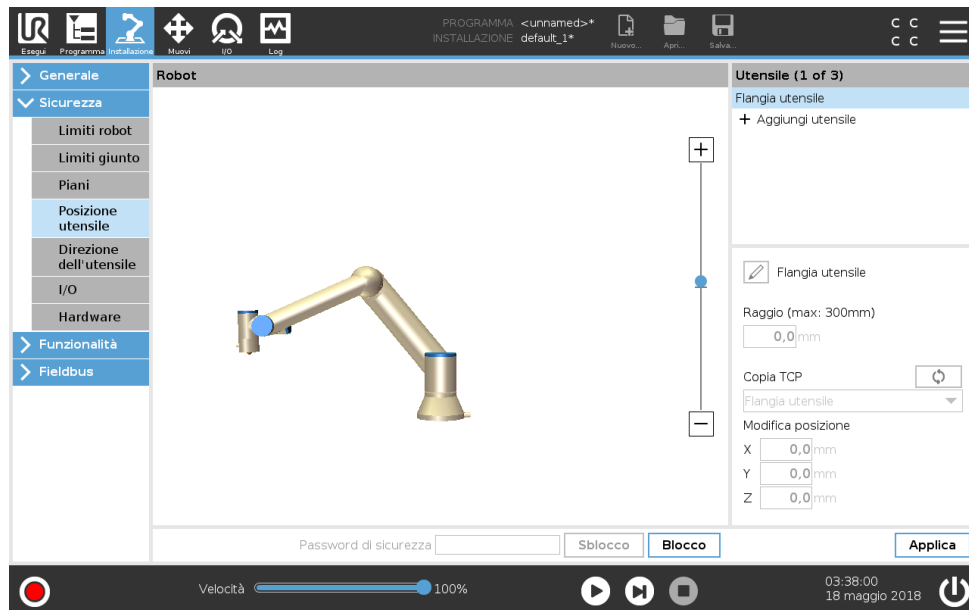 UR
Esegui
Programma
Installazione
Muovi
I/O
Log
PROGRAMMA <unnamed>*
INSTALLAZIONE default_1*
Nuovo...
Apri...
Salva...
C C
C C
Generale
Sicurezza
Limiti robot
Limiti giunto
Piani
Posizione
utensile
Direzione
dell'utensile
I/O
Hardware
Funzionalità
Fieldbus
Robot
Utensile (1 of 3)
Flangia utensile
+ Aggiungi utensile
Flangia utensile
Raggio (max: 300mm)
0,0 mm
Copia TCP
Flangia utensile
Modifica posizione
X 0,0 mm
Y 0,0 mm
Z 0,0 mm
Password di sicurezza
Sblocco
Blocco
Applica
Velocità
100%
03:38:00
18 maggio 2018